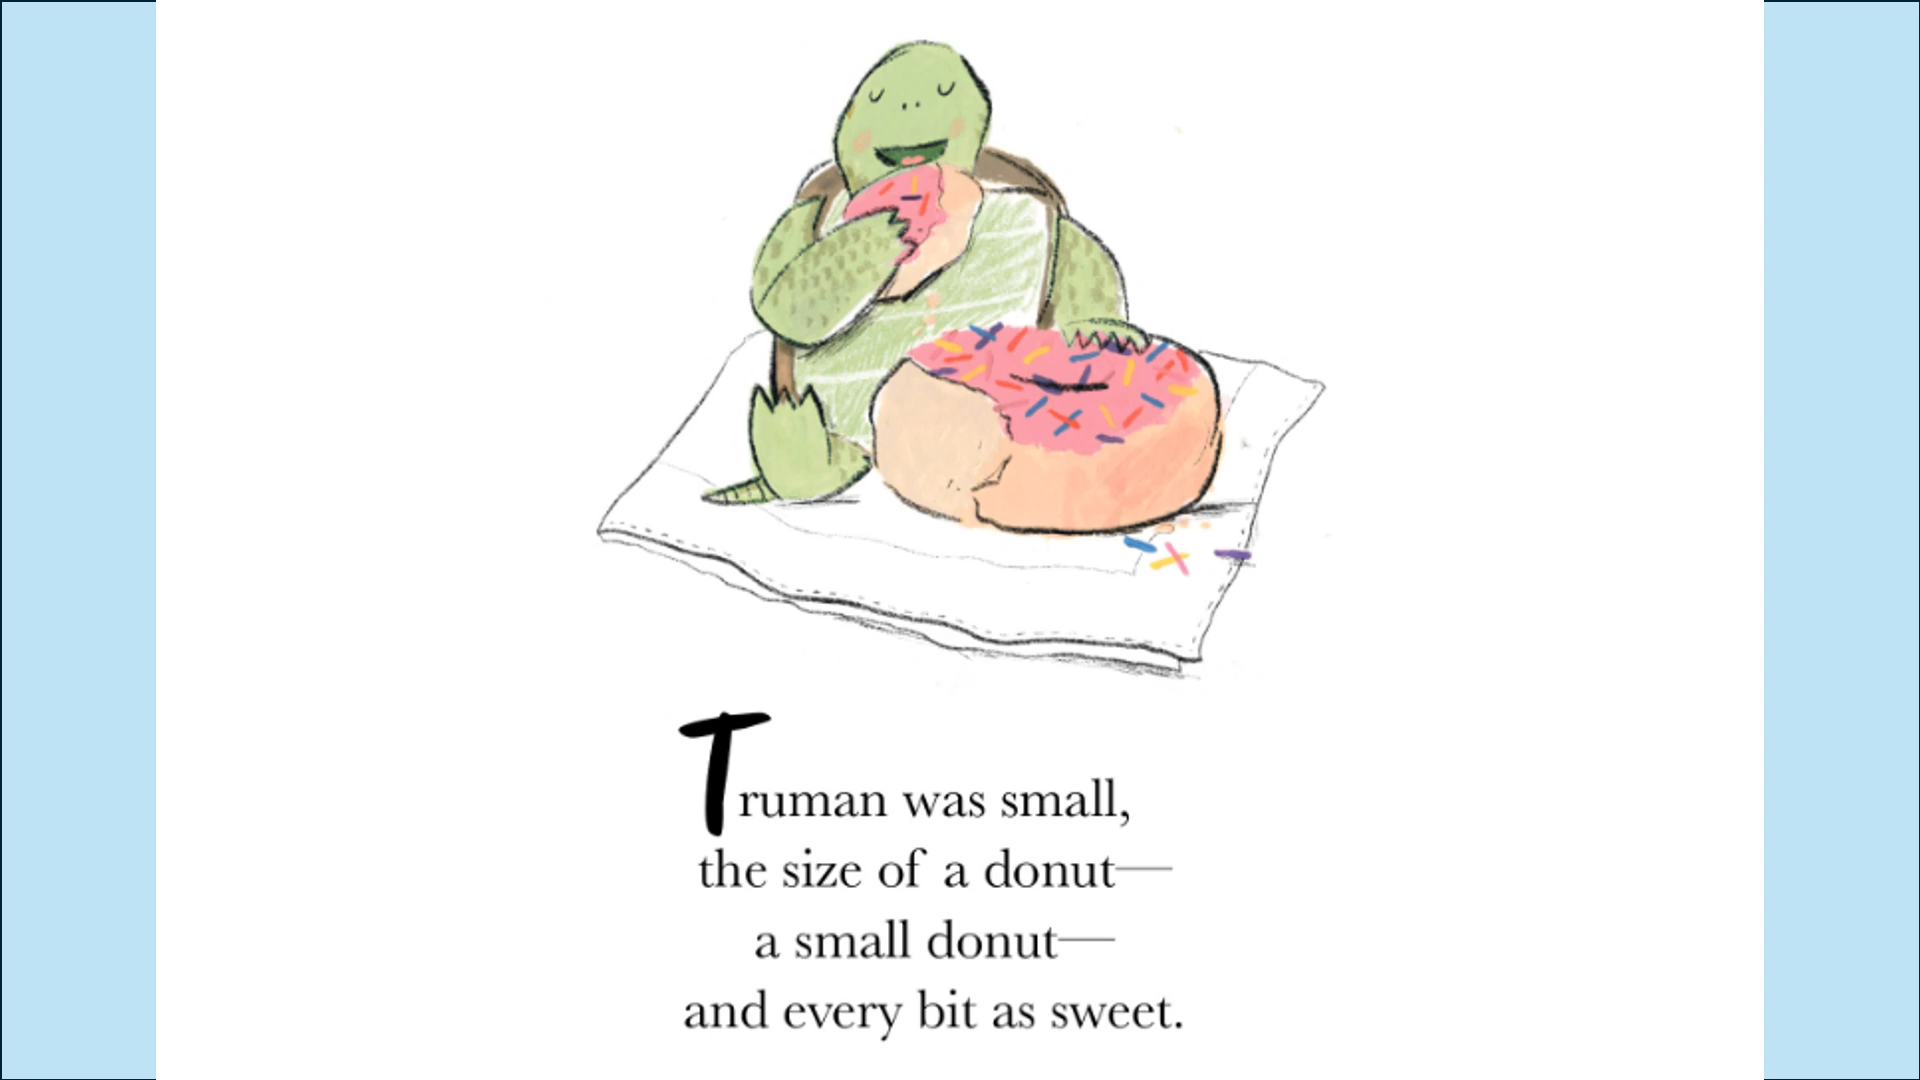 Truman was small,
the size of a donut—
a small donut—
and every bit as sweet.